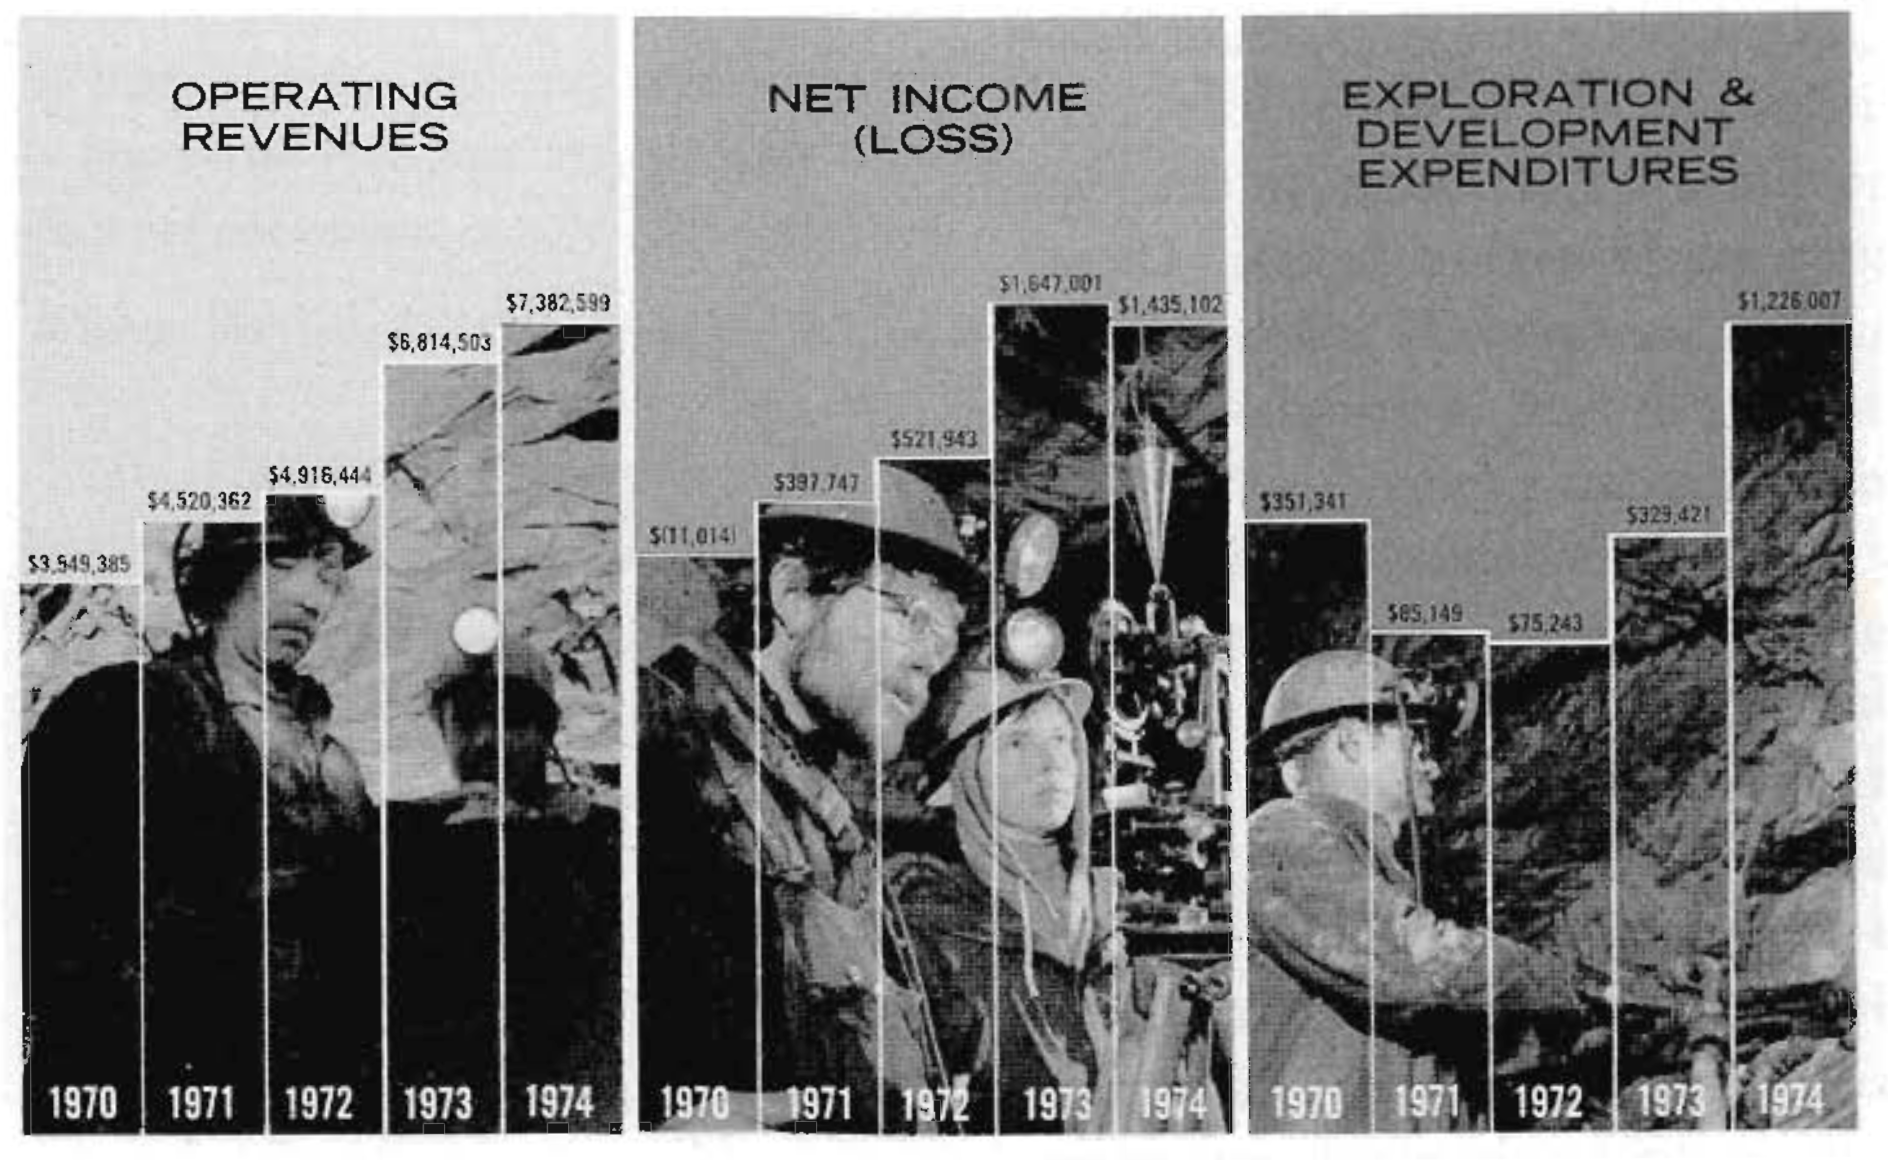 OPERATING
REVENUES
$3,949,385
$4,520,362
$4,916,444
$6,814,503
$7,382,599
1970 1971 1972 1973 1974
NET INCOME
(LOSS)
$(11,014)
$397,747
$521,943
$1,647,001
$1,435,102
1970 1971 1972 1973 1974
EXPLORATION &
DEVELOPMENT
EXPENDITURES
$351,341
$85,149
$75,243
$329,421
$1,226,007
1970 1971 1972 1973 1974